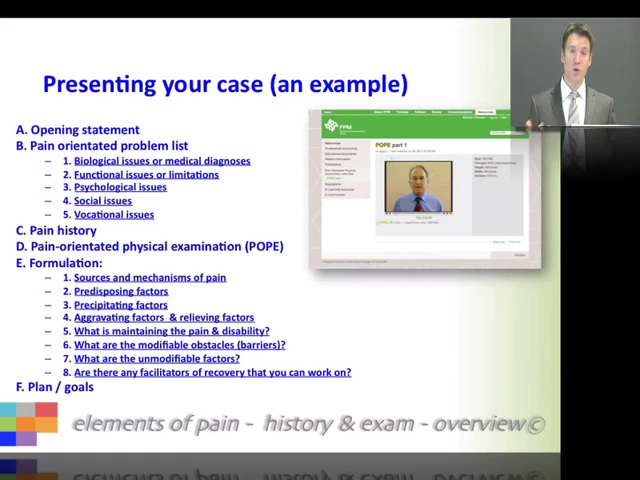 Presenting your case (an example)
A. Opening statement
B. Pain orientated problem list
– 1. Biological issues or medical diagnoses
– 2. Functional issues or limitations
– 3. Psychological issues
– 4. Social issues
– 5. Vocational issues
C. Pain history
D. Pain-orientated physical examination (POPE)
E. Formulation:
– 1. Sources and mechanisms of pain
– 2. Predisposing factors
– 3. Precipitating factors
– 4. Aggravating factors & relieving factors
– 5. What is maintaining the pain & disability?
– 6. What are the modifiable obstacles (barriers)?
– 7. What are the unmodifiable factors?
– 8. Are there any facilitators of recovery that you can work on?
F. Plan / goals
FPM
POPE part 1
elements of pain - history & exam - overview©